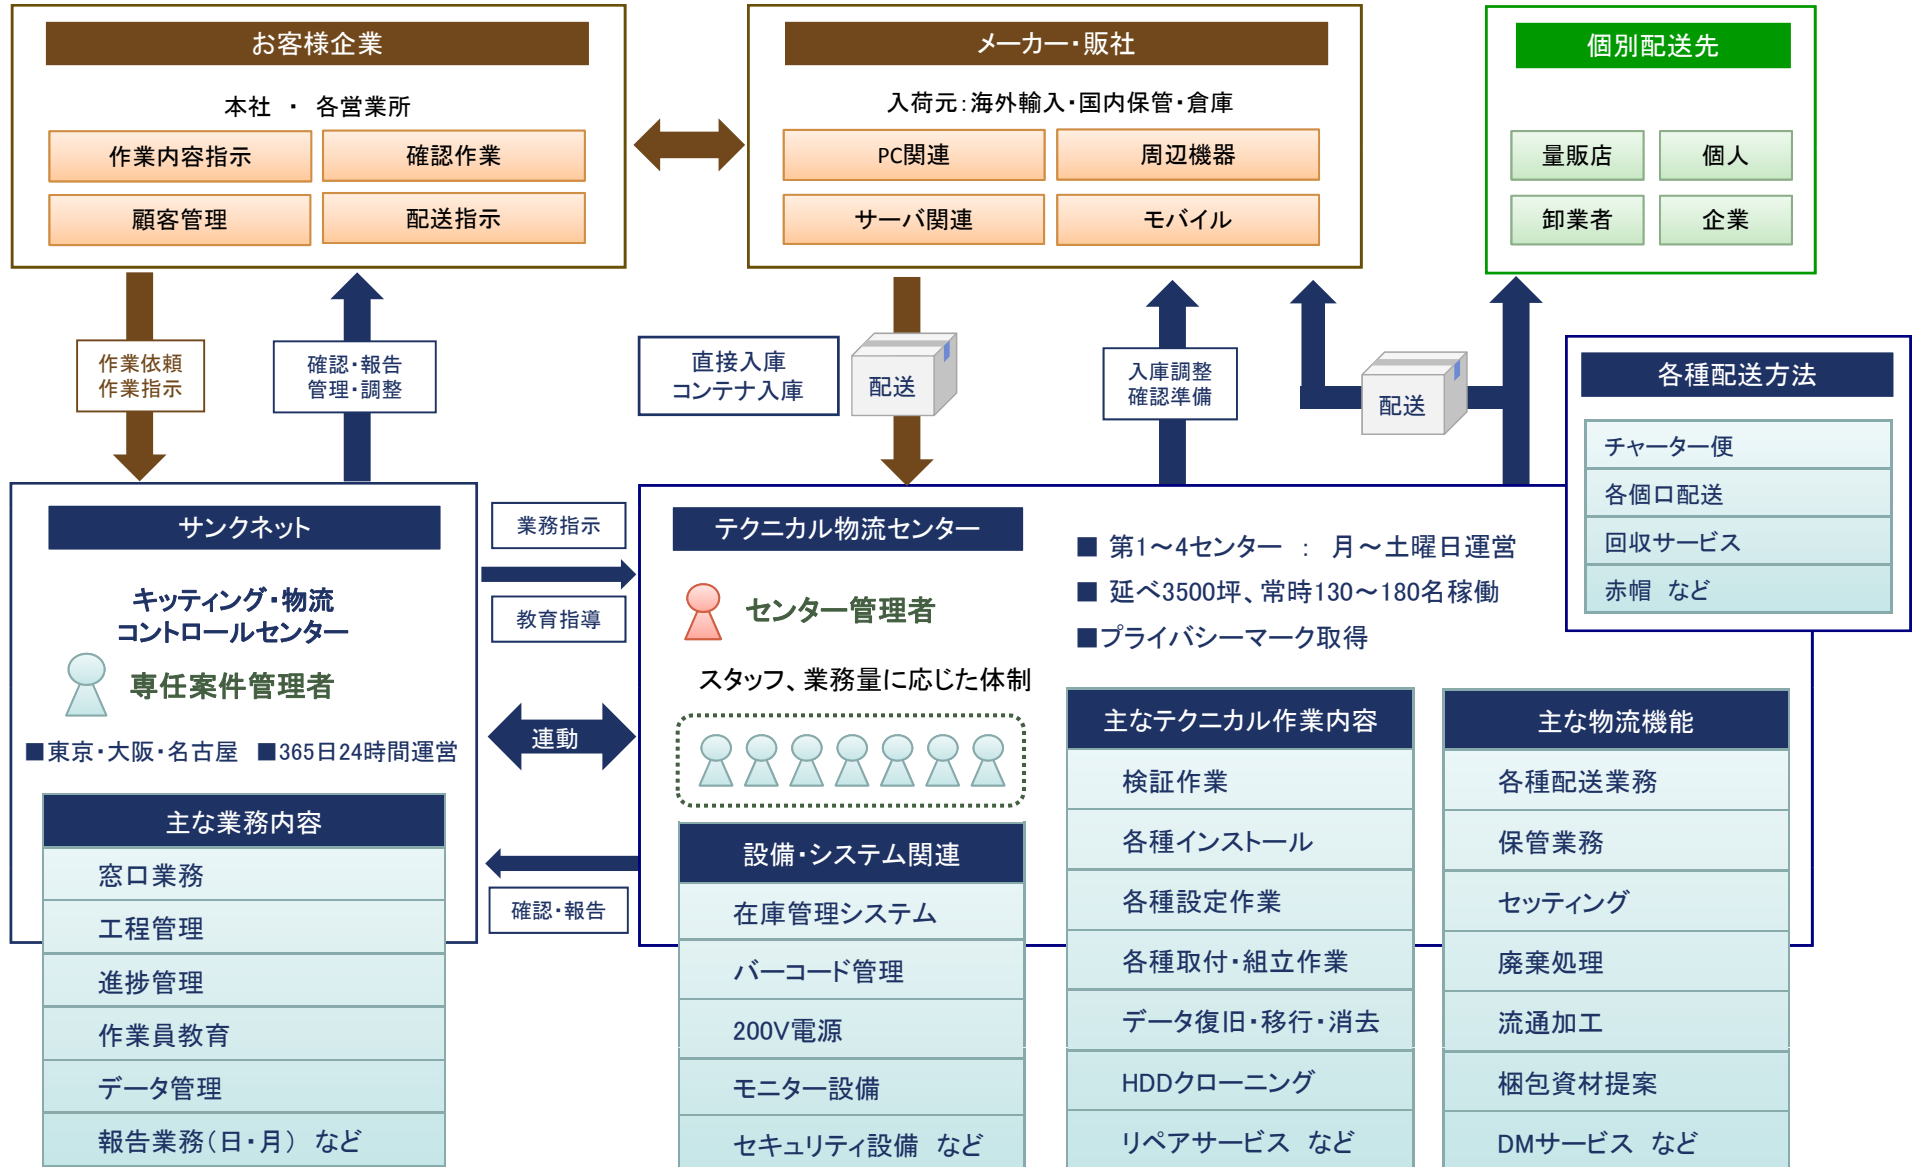 お客様企業
本社 ・ 各営業所
作業内容指示
確認作業
顧客管理
配送指示
メーカー・販社
入荷元：海外輸入・国内保管・倉庫
PC関連
周辺機器
サーバ関連
モバイル
個別配送先
量販店
個人
卸業者
企業
作業依頼
作業指示
確認・報告
管理・調整
直接入庫
コンテナ入庫
配送
入庫調整
確認準備
配送
各種配送方法
チャーター便
各個口配送
回収サービス
赤帽 など
サンクネット
キッティング・物流
コントロールセンター
専任案件管理者
■東京・大阪・名古屋 ■365日24時間運営
主な業務内容
窓口業務
工程管理
進捗管理
作業員教育
データ管理
報告業務（日・月） など
業務指示
教育指導
連動
確認・報告
テクニカル物流センター
センター管理者
スタッフ、業務量に応じた体制
■ 第1～4センター ： 月～土曜日運営
■ 延べ3500坪、常時130～180名稼働
■プライバシーマーク取得
設備・システム関連
在庫管理システム
バーコード管理
200V電源
モニター設備
セキュリティ設備 など
主なテクニカル作業内容
検証作業
各種インストール
各種設定作業
各種取付・組立作業
データ復旧・移行・消去
HDDクローニング
リペアサービス など
主な物流機能
各種配送業務
保管業務
セッティング
廃棄処理
流通加工
梱包資材提案
DMサービス など